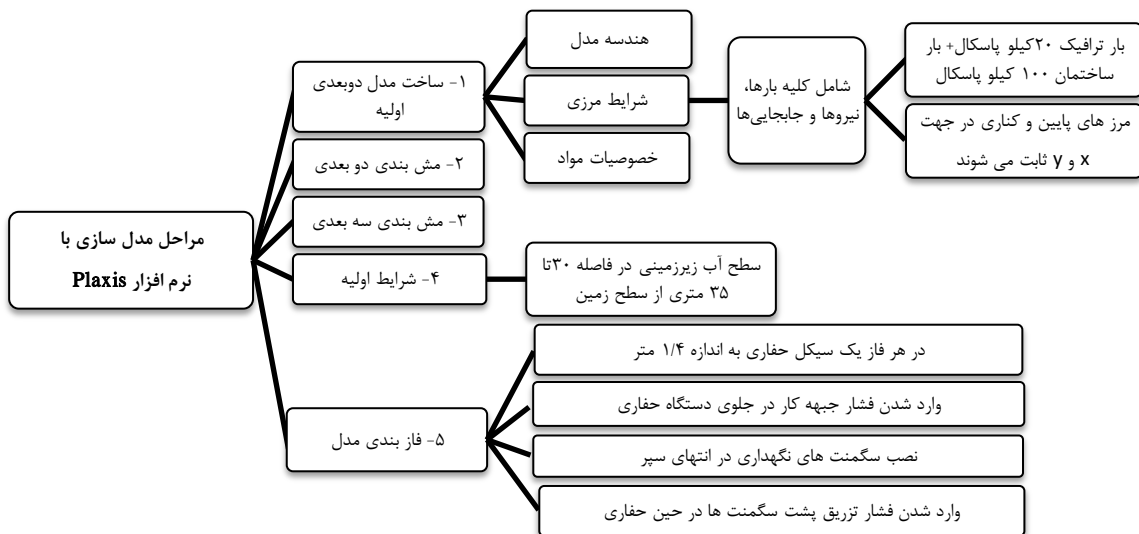 مراحل مدل سازی با
نرم افزار Plaxis
۱- ساخت مدل دوبعدی
اولیه
هندسه مدل
شرایط مرزی
خصوصیات مواد
شامل کلیه بارها،
نیروها و جابجایی‌ها
بار ترافیک ۲۰کیلو پاسکال+ بار
ساختمان ۱۰۰ کیلو پاسکال
مرز های پایین و کناری در جهت
x و y ثابت می شوند
۲- مش بندی دو بعدی
۳- مش بندی سه بعدی
۴- شرایط اولیه
سطح آب زیرزمینی در فاصله ۳۰تا
۳۵ متری از سطح زمین
۵- فاز بندی مدل
در هر فاز یک سیکل حفاری به اندازه ۱/۴ متر
وارد شدن فشار جبهه کار در جلوی دستگاه حفاری
نصب سگمنت های نگهداری در انتهای سپر
وارد شدن فشار تزریق پشت سگمنت ها در حین حفاری